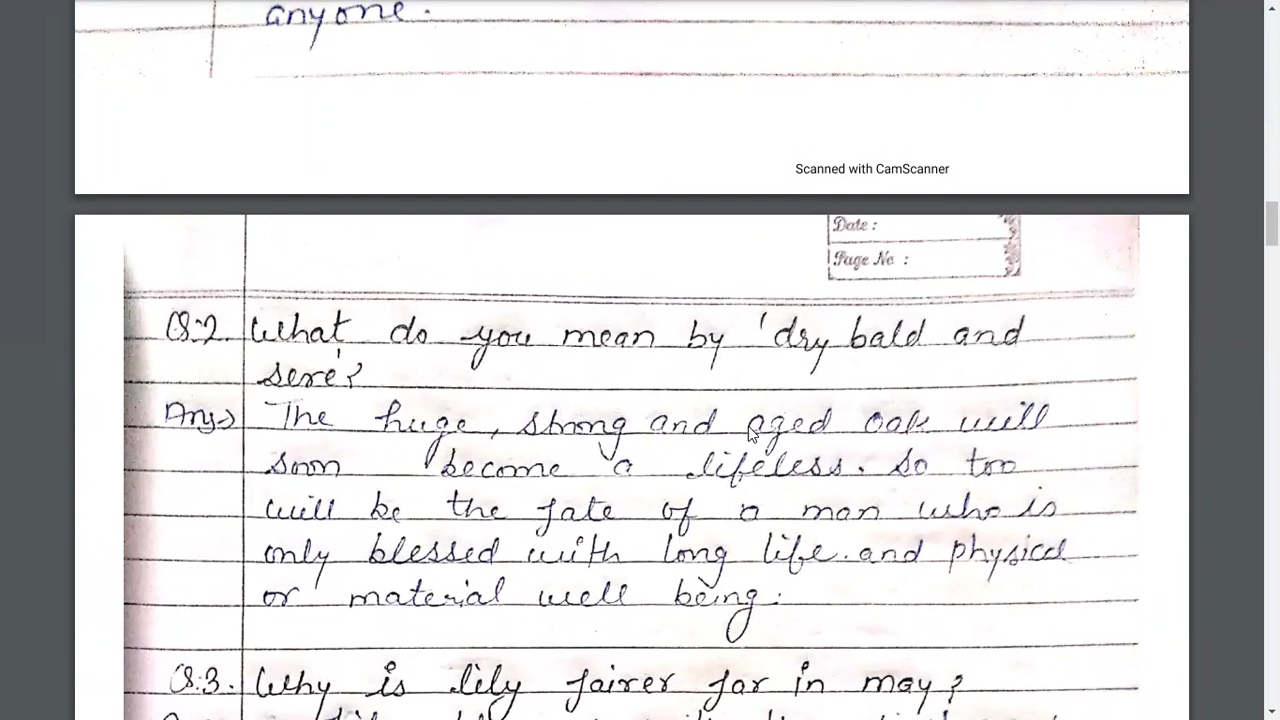 anyone.
Scanned with CamScanner
Date :
Page No :
Q.2. What do you mean by 'dry bald and
sere'?
Ans> The huge, strong and aged oak will
soon become a lifeless. So too
will be the fate of a man who is
only blessed with long life and physical
or material well being.
Q.3. Why is lily fairer far in may?